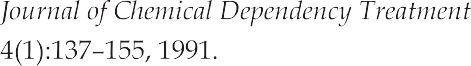 Journal of Chemical Dependency Treatment
4(1):137–155, 1991.